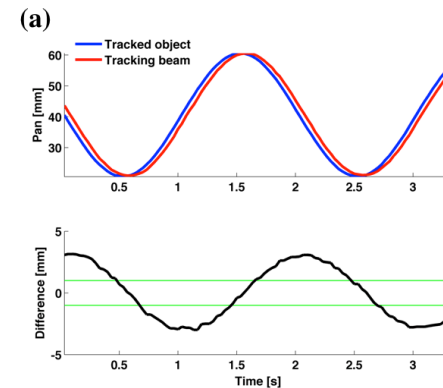 (a)
Tracked object
Tracking beam
Pan [mm]
60
50
40
30
0.5 1 1.5 2 2.5 3
Difference [mm]
5
0
-5
0.5 1 1.5 2 2.5 3
Time [s]